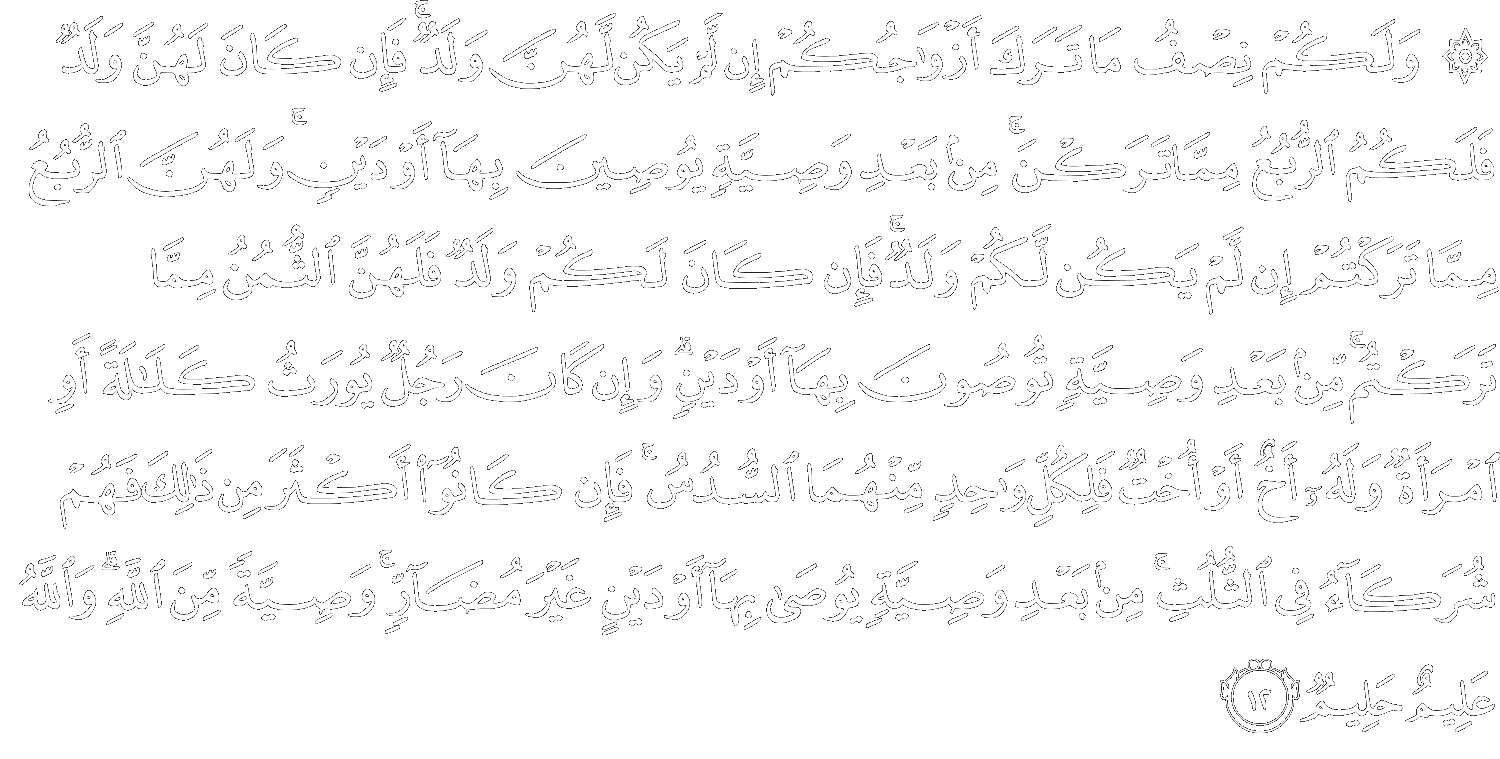 ۞ وَلَكُمْ نِصْفُ مَا تَرَكَ أَزْوَٰجُكُمْ إِن لَّمْ يَكُن لَّهُنَّ وَلَدٌ ۚ فَإِن كَانَ لَهُنَّ وَلَدٌ
فَلَكُمُ ٱلرُّبُعُ مِمَّا تَرَكْنَ ۚ مِنۢ بَعْدِ وَصِيَّةٍ يُوصِينَ بِهَآ أَوْ دَيْنٍ ۚ وَلَهُنَّ ٱلرُّبُعُ
مِمَّا تَرَكْتُمْ إِن لَّمْ يَكُن لَّكُمْ وَلَدٌ ۚ فَإِن كَانَ لَكُمْ وَلَدٌ فَلَهُنَّ ٱلثُّمُنُ مِمَّا
تَرَكْتُم ۚ مِّنۢ بَعْدِ وَصِيَّةٍ تُوصُونَ بِهَآ أَوْ دَيْنٍ ۗ وَإِن كَانَ رَجُلٌ يُورَثُ كَلَٰلَةً أَوِ
ٱمْرَأَةٌ وَلَهُۥٓ أَخٌ أَوْ أُخْتٌ فَلِكُلِّ وَٰحِدٍ مِّنْهُمَا ٱلسُّدُسُ ۚ فَإِن كَانُوٓا۟ أَكْثَرَ مِن ذَٰلِكَ فَهُمْ
شُرَكَآءُ فِى ٱلثُّلُثِ ۚ مِنۢ بَعْدِ وَصِيَّةٍ يُوصَىٰ بِهَآ أَوْ دَيْنٍ غَيْرَ مُضَآرٍّ ۚ وَصِيَّةً مِّنَ ٱللَّهِ ۗ وَٱللَّهُ
عَلِيمٌ حَلِيمٌ ١٢